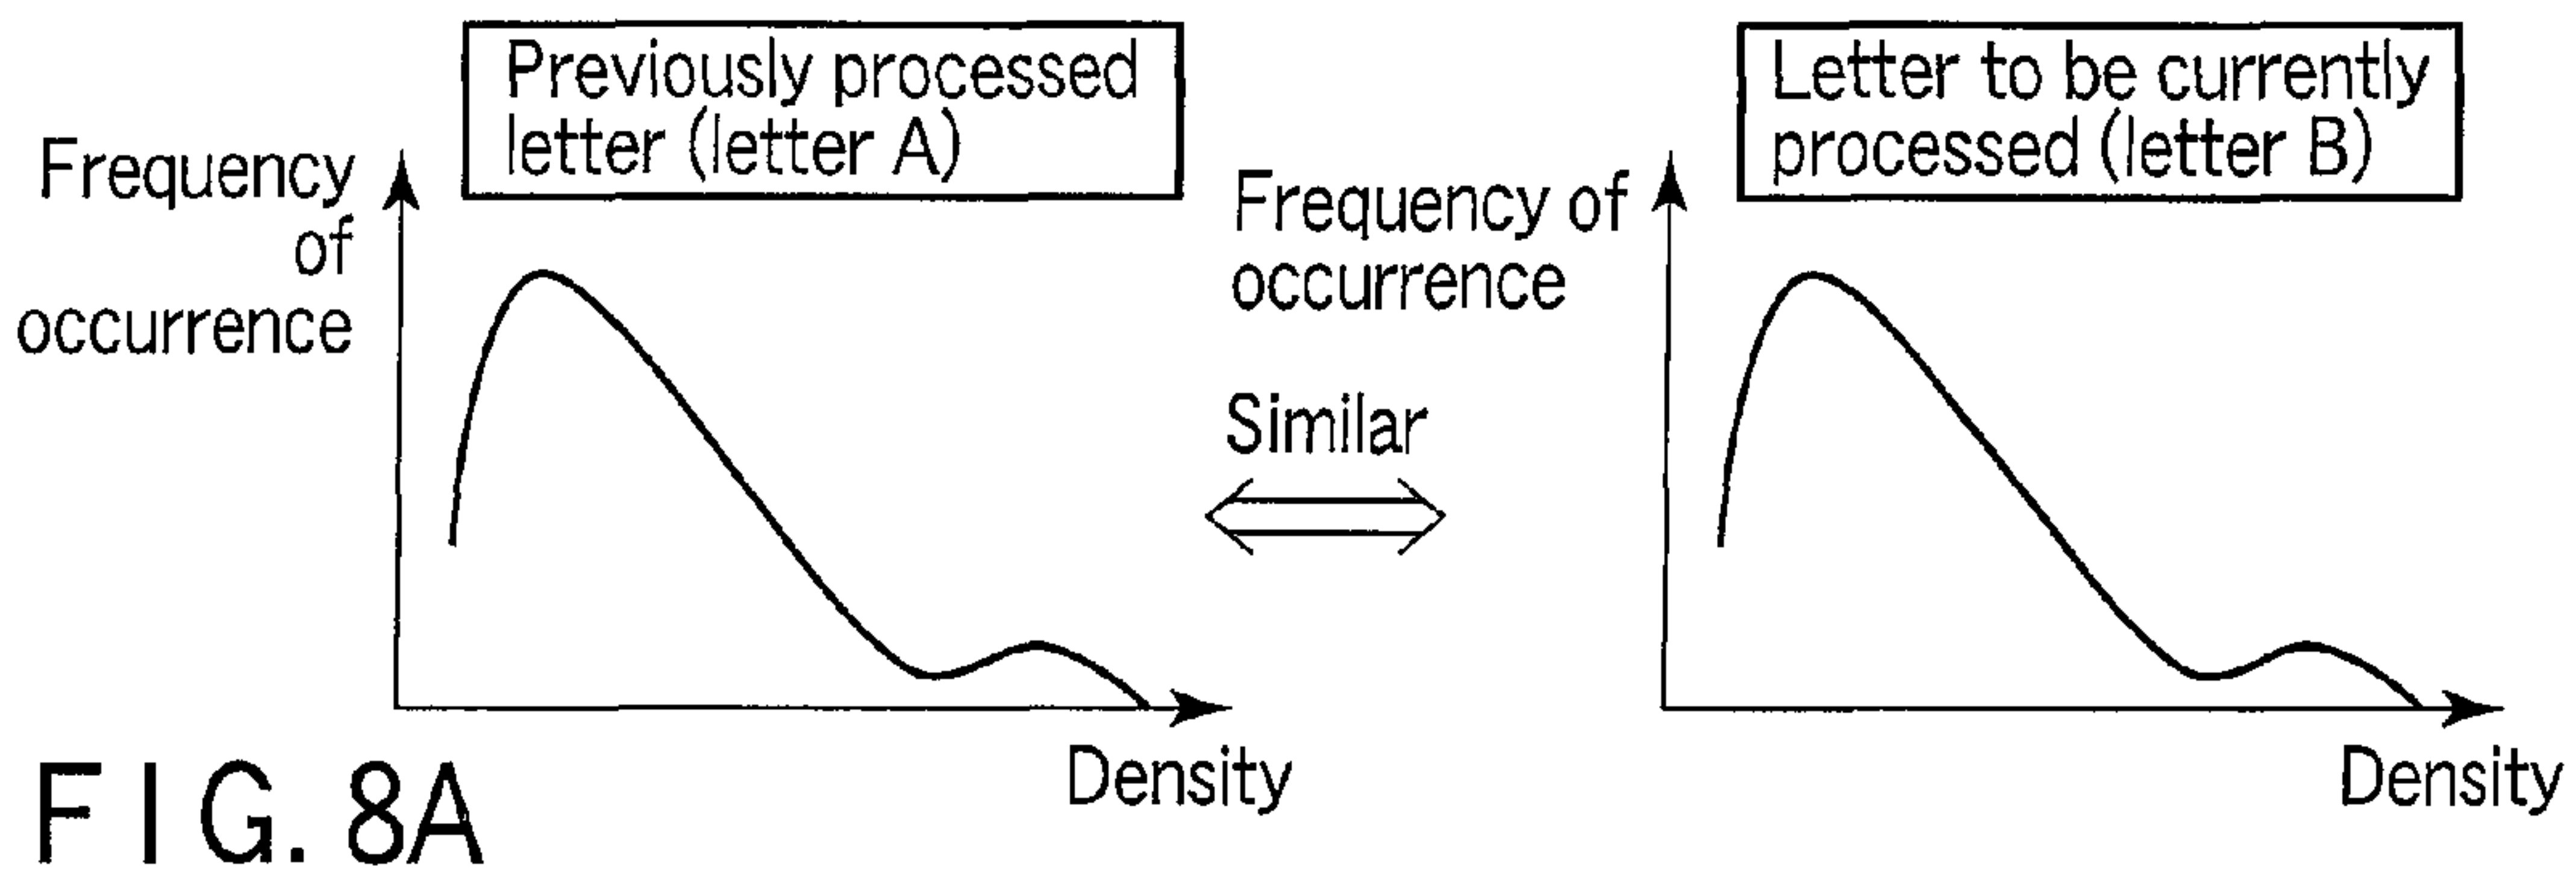 Previously processed
letter (letter A)
Frequency
of
occurrence
Density
Similar
Letter to be currently
processed (letter B)
Frequency of
occurrence
Density
FIG. 8A